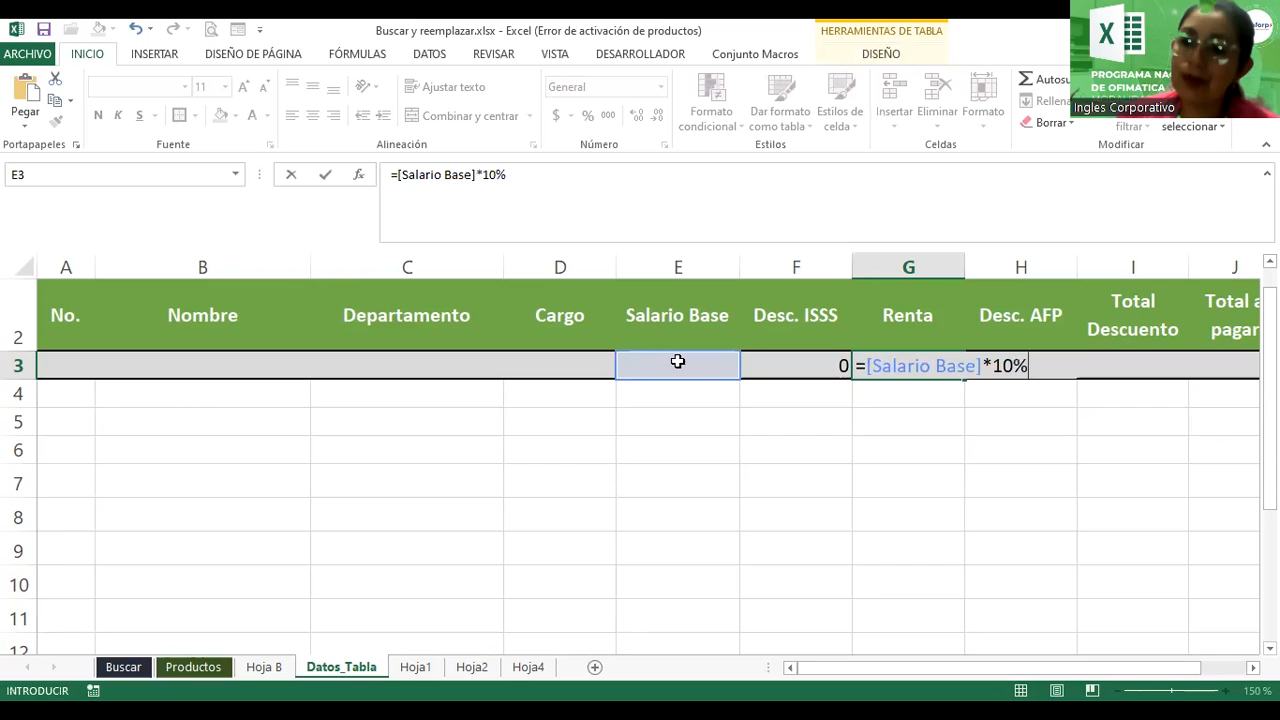 Buscar y reemplazar.xlsx - Excel (Error de activación de productos)
HERRAMIENTAS DE TABLA
ARCHIVO INICIO INSERTAR DISEÑO DE PÁGINA FÓRMULAS DATOS REVISAR VISTA DESARROLLADOR Conjunto Macros DISEÑO
PROGRAMA NA
DE OFIMATICA
Ingles Corporativo
Pegar
11 A A
N K S A
Ajustar texto
Combinar y centrar
General
$ % 000
Formato condicional
Dar formato como tabla
Estilos de celda
Insertar Eliminar Formato
Σ Autosu
Rellena
Borrar
filtrar seleccionar
Portapapeles Fuente Alineación Número Estilos Celdas Modificar
E3 fx =[Salario Base]*10%
A B C D E F G H I J
2 No. Nombre Departamento Cargo Salario Base Desc. ISSS Renta Desc. AFP Total Descuento Total a pagar
3 0 =[Salario Base]*10%
4
5
6
7
8
9
10
11
12
Buscar Productos Hoja B Datos_Tabla Hoja1 Hoja2 Hoja4
INTRODUCIR 150 %